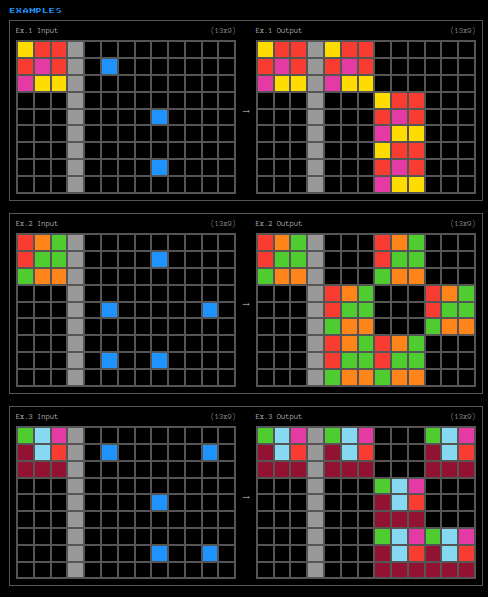 EXAMPLES
Ex.1 Input (13x9) Ex.1 Output (13x9)
→
Ex.2 Input (13x9) Ex.2 Output (13x9)
→
Ex.3 Input (13x9) Ex.3 Output (13x9)
→